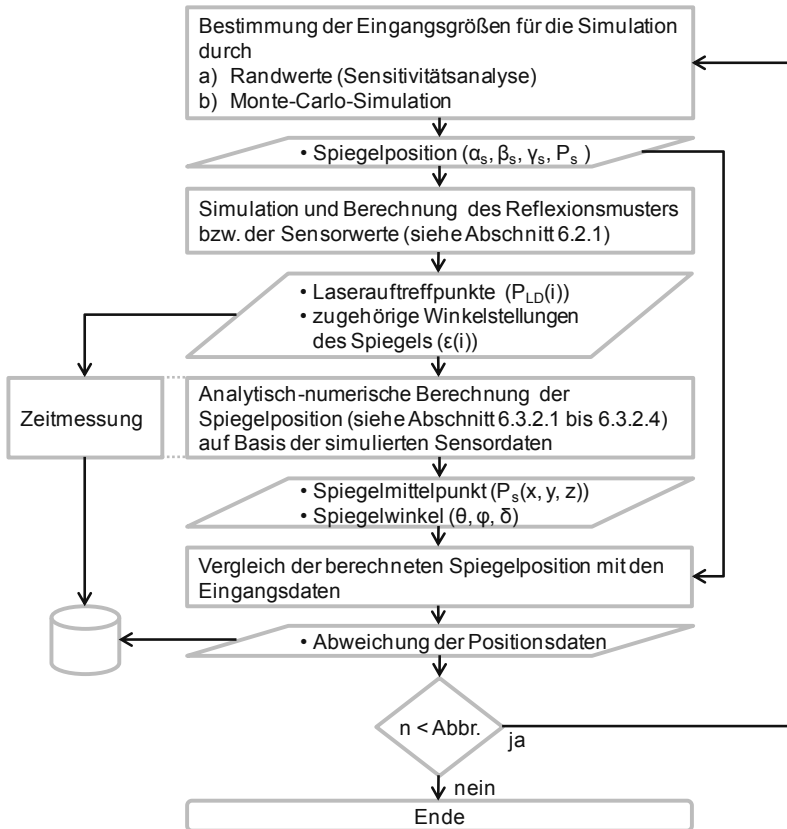 Bestimmung der Eingangsgrößen für die Simulation
durch
a) Randwerte (Sensitivitätsanalyse)
b) Monte-Carlo-Simulation
• Spiegelposition (αs, βs, γs, Ps )
Simulation und Berechnung des Reflexionsmusters
bzw. der Sensorwerte (siehe Abschnitt 6.2.1)
• Laserauftreffpunkte (PLD(i))
• zugehörige Winkelstellungen
des Spiegels (ε(i))
Zeitmessung
Analytisch-numerische Berechnung der
Spiegelposition (siehe Abschnitt 6.3.2.1 bis 6.3.2.4)
auf Basis der simulierten Sensordaten
• Spiegelmittelpunkt (Ps(x, y, z))
• Spiegelwinkel (θ, φ, δ)
Vergleich der berechneten Spiegelposition mit den
Eingangsdaten
• Abweichung der Positionsdaten
n < Abbr.
ja
nein
Ende